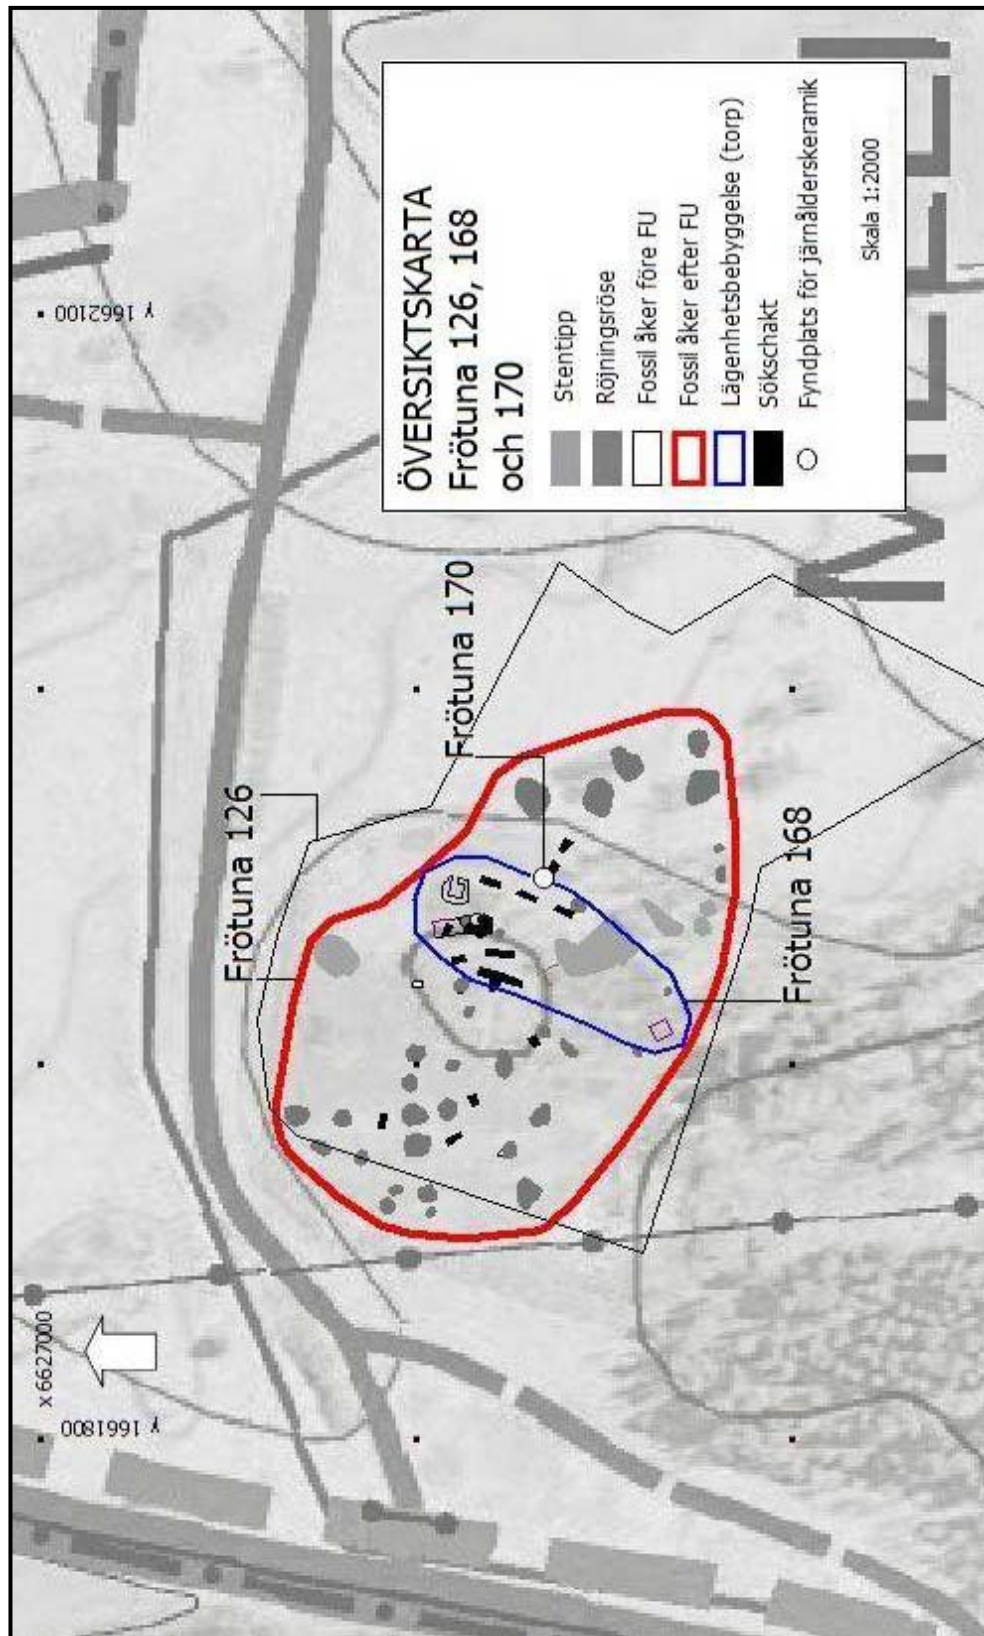 ÖVERSIKTSKARTA
Frötuna 126, 168
och 170
Stentipp
Röjningsröse
Fossil åker före FU
Fossil åker efter FU
Lägenhetsbebyggelse (torp)
Sökschakt
Fyndplats för järnålderskeramik
Skala 1:2000
x 6627000
y 1661800
y 1662100
Frötuna 126
Frötuna 170
Frötuna 168